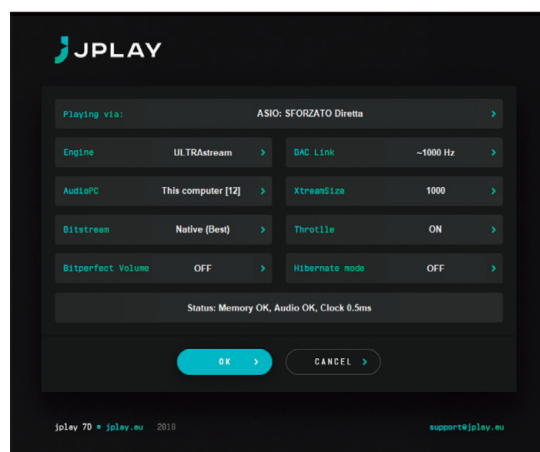 JPLAY
Playing via: ASIO: SFORZATO Diretta >
Engine ULTRAstream > DAC Link ~1000 Hz >
AudioPC This computer [12] > XtreamSize 1000 >
Bitstream Native (Best) > Throttle ON >
Bitperfect Volume OFF > Hibernate mode OFF >
Status: Memory OK, Audio OK, Clock 0.5ms
OK > CANCEL >
jplay 7D • jplay.eu 2018 support@jplay.eu